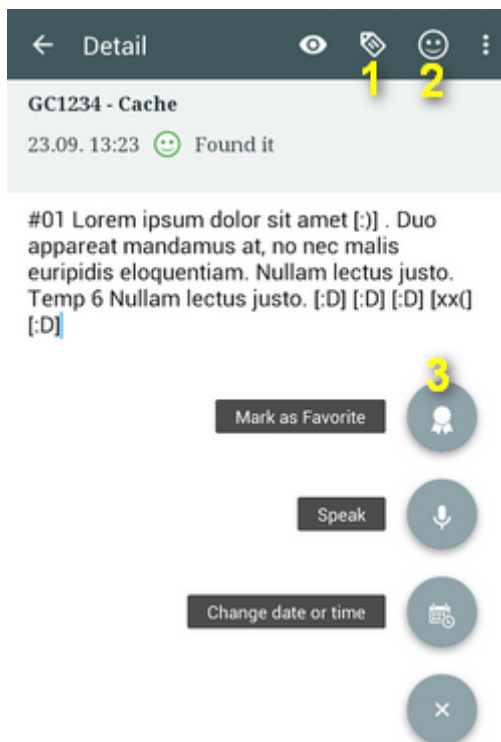 Detail
1
2
GC1234 - Cache
23.09. 13:23 Found it
#01 Lorem ipsum dolor sit amet [:)] . Duo
appareat mandamus at, no nec malis
euripidis eloquentiam. Nullam lectus justo.
Temp 6 Nullam lectus justo. [:D] [:D] [:D] [xx(]
[:D]
3
Mark as Favorite
Speak
Change date or time